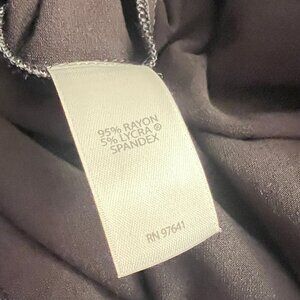 95% RAYON
5% LYCRA ®
SPANDEX
RN 97641